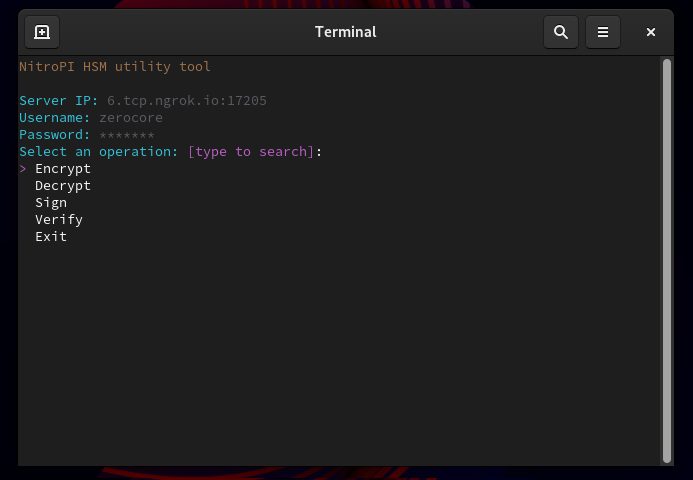 Terminal
NitroPI HSM utility tool
Server IP: 6.tcp.ngrok.io:17205
Username: zerocore
Password: *******
Select an operation: [type to search]:
> Encrypt
Decrypt
Sign
Verify
Exit